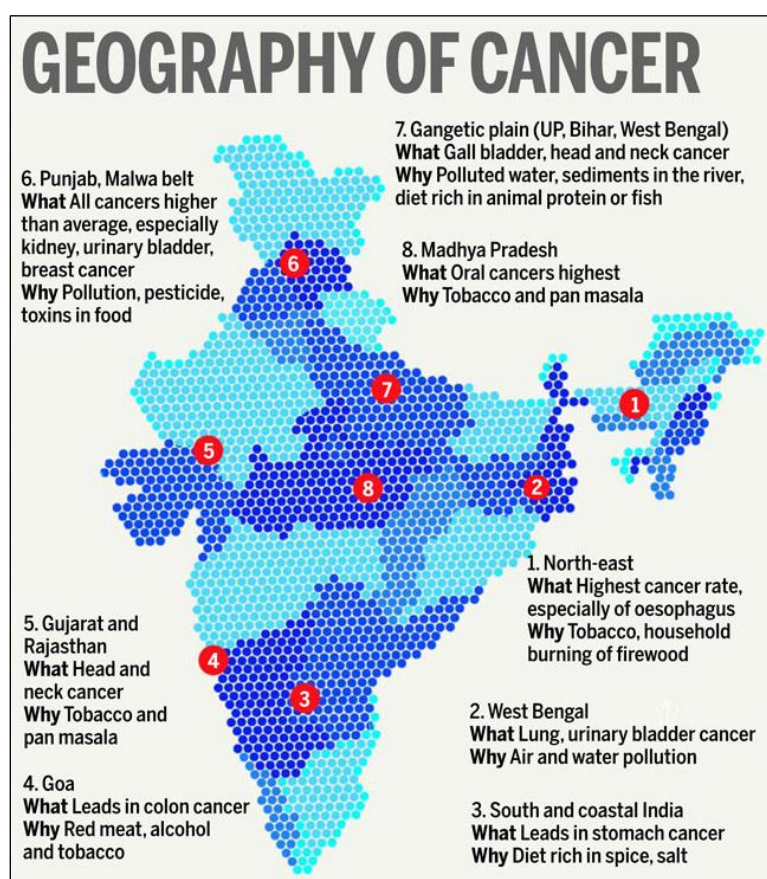 GEOGRAPHY OF CANCER
7. Gangetic plain (UP, Bihar, West Bengal)
What Gall bladder, head and neck cancer
Why Polluted water, sediments in the river,
diet rich in animal protein or fish
6. Punjab, Malwa belt
What All cancers higher
than average, especially
kidney, urinary bladder,
breast cancer
Why Pollution, pesticide,
toxins in food
8. Madhya Pradesh
What Oral cancers highest
Why Tobacco and pan masala
6
7
1
5
8
2
1. North-east
What Highest cancer rate,
especially of oesophagus
Why Tobacco, household
burning of firewood
5. Gujarat and
Rajasthan
What Head and
neck cancer
Why Tobacco and
pan masala
4
3
2. West Bengal
What Lung, urinary bladder cancer
Why Air and water pollution
4. Goa
What Leads in colon cancer
Why Red meat, alcohol
and tobacco
3. South and coastal India
What Leads in stomach cancer
Why Diet rich in spice, salt